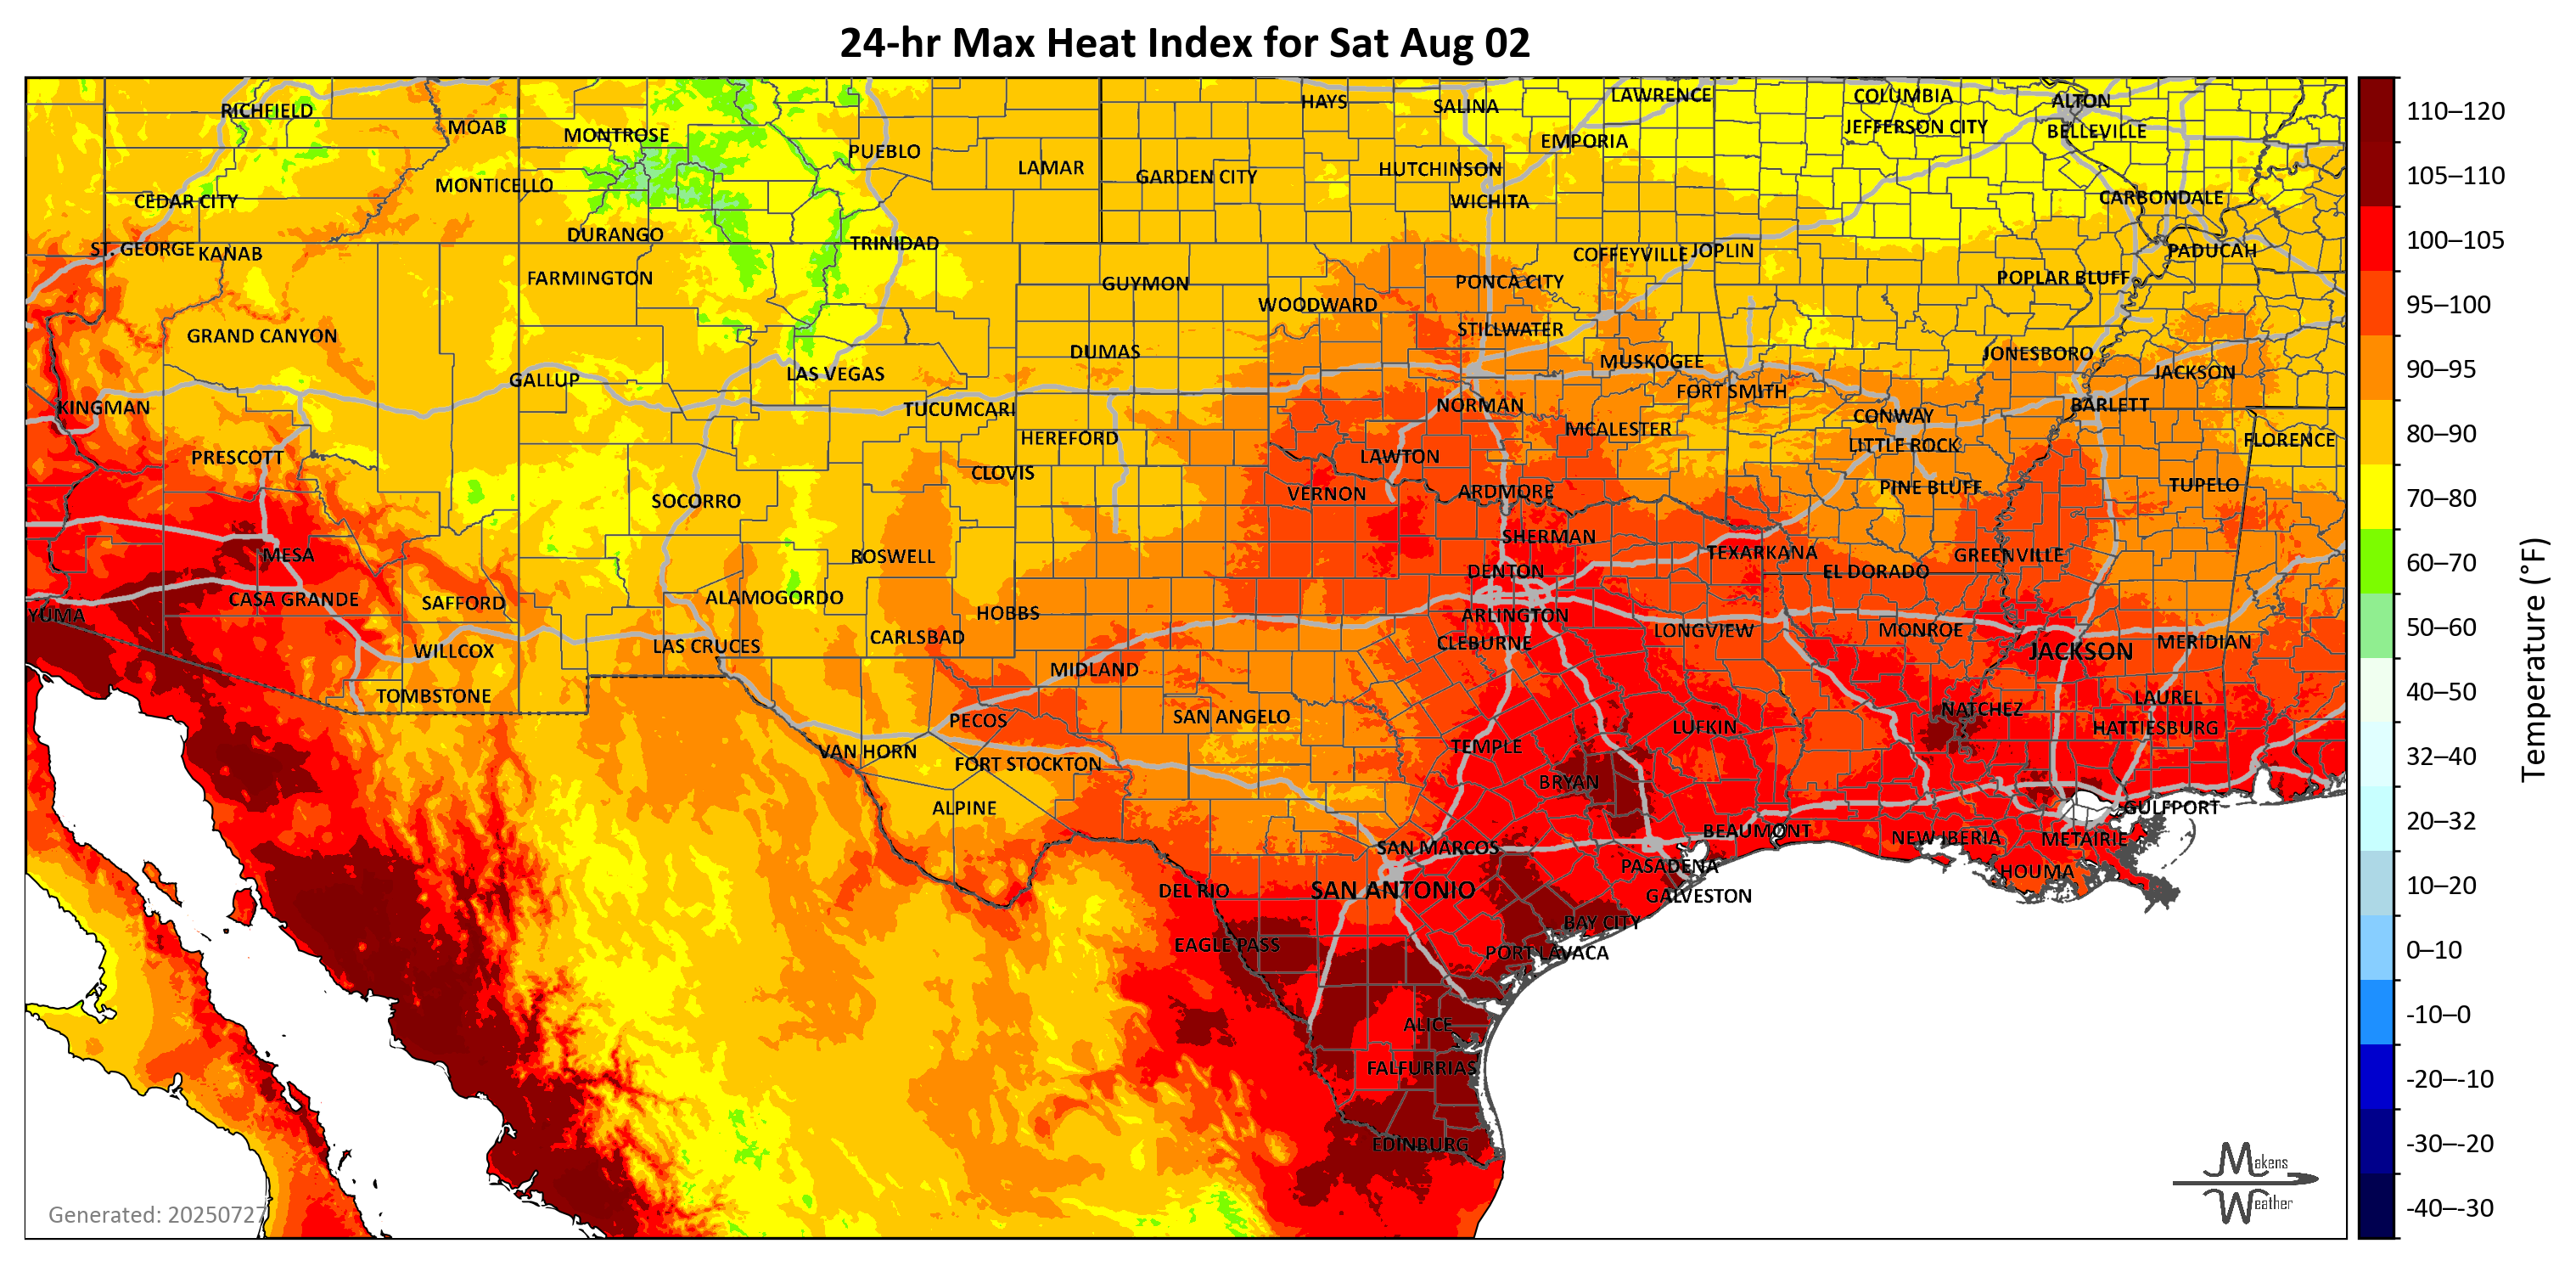 24-hr Max Heat Index for Sat Aug 02
RICHFIELD
MOAB
MONTROSE
PUEBLO
LAMAR
HAYS
SALINA
LAWRENCE
COLUMBIA
ALTON
EMPORIA
JEFFERSON CITY
BELLEVILLE
CEDAR CITY
MONTICELLO
GARDEN CITY
HUTCHINSON
WICHITA
CARBONDALE
ST. GEORGE
KANAB
DURANGO
TRINIDAD
COFFEYVILLE
JOPLIN
PADUCAH
FARMINGTON
GUYMON
WOODWARD
PONCA CITY
POPLAR BLUFF
GRAND CANYON
DUMAS
STILLWATER
MUSKOGEE
JONESBORO
JACKSON
GALLUP
LAS VEGAS
FORT SMITH
KINGMAN
TUCUMCARI
NORMAN
CONWAY
BARLETT
HEREFORD
MCALESTER
LITTLE ROCK
FLORENCE
PRESCOTT
CLOVIS
LAWTON
SOCORRO
VERNON
ARDMORE
PINE BLUFF
TUPELO
MESA
ROSWELL
SHERMAN
TEXARKANA
GREENVILLE
DENTON
EL DORADO
YUMA
CASA GRANDE
SAFFORD
ALAMOGORDO
HOBBS
ARLINGTON
WILLCOX
LAS CRUCES
CARLSBAD
CLEBURNE
LONGVIEW
MONROE
JACKSON
MERIDIAN
TOMBSTONE
MIDLAND
PECOS
SAN ANGELO
NATCHEZ
LAUREL
VAN HORN
FORT STOCKTON
TEMPLE
LUFKIN
HATTIESBURG
ALPINE
BRYAN
GULFPORT
SAN MARCOS
BEAUMONT
NEW IBERIA
METAIRIE
DEL RIO
SAN ANTONIO
PASADENA
HOUMA
GALVESTON
EAGLE PASS
BAY CITY
PORT LAVACA
ALICE
FALFURRIAS
EDINBURG
Generated: 20250727
Makens
Weather
110–120
105–110
100–105
95–100
90–95
80–90
70–80
60–70
50–60
40–50
32–40
20–32
10–20
0–10
-10–0
-20–-10
-30–-20
-40–-30
Temperature (°F)